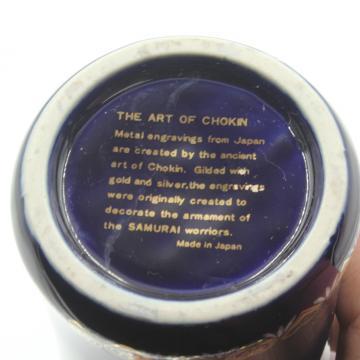 THE ART OF CHOKIN
Metal engravings from Japan
are created by the ancient
art of Chokin. Gilded with
gold and silver,the engravings
were originally created to
decorate the armament of
the SAMURAI worriors.
Made in Japan